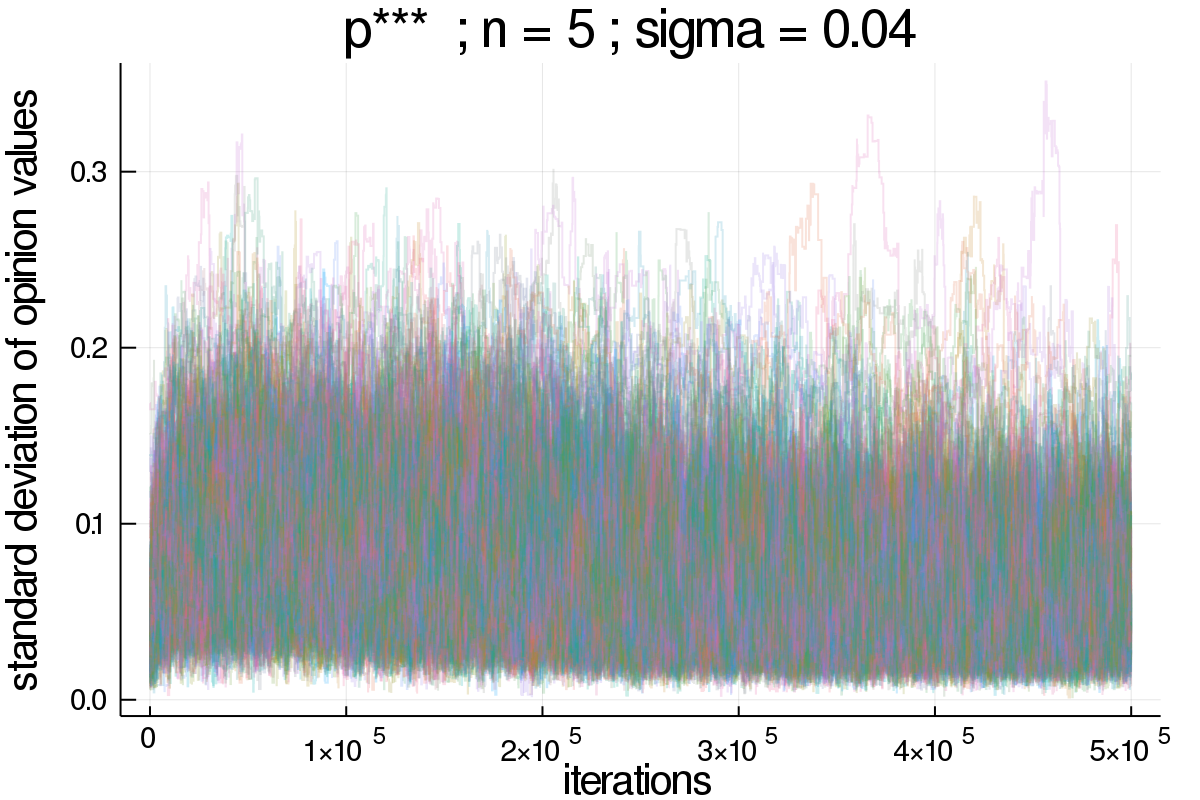 p*** ; n = 5 ; sigma = 0.04
standard deviation of opinion values
0.3
0.2
0.1
0.0
0 1×10 5 2×10 5 3×10 5 4×10 5 5×10 5
iterations